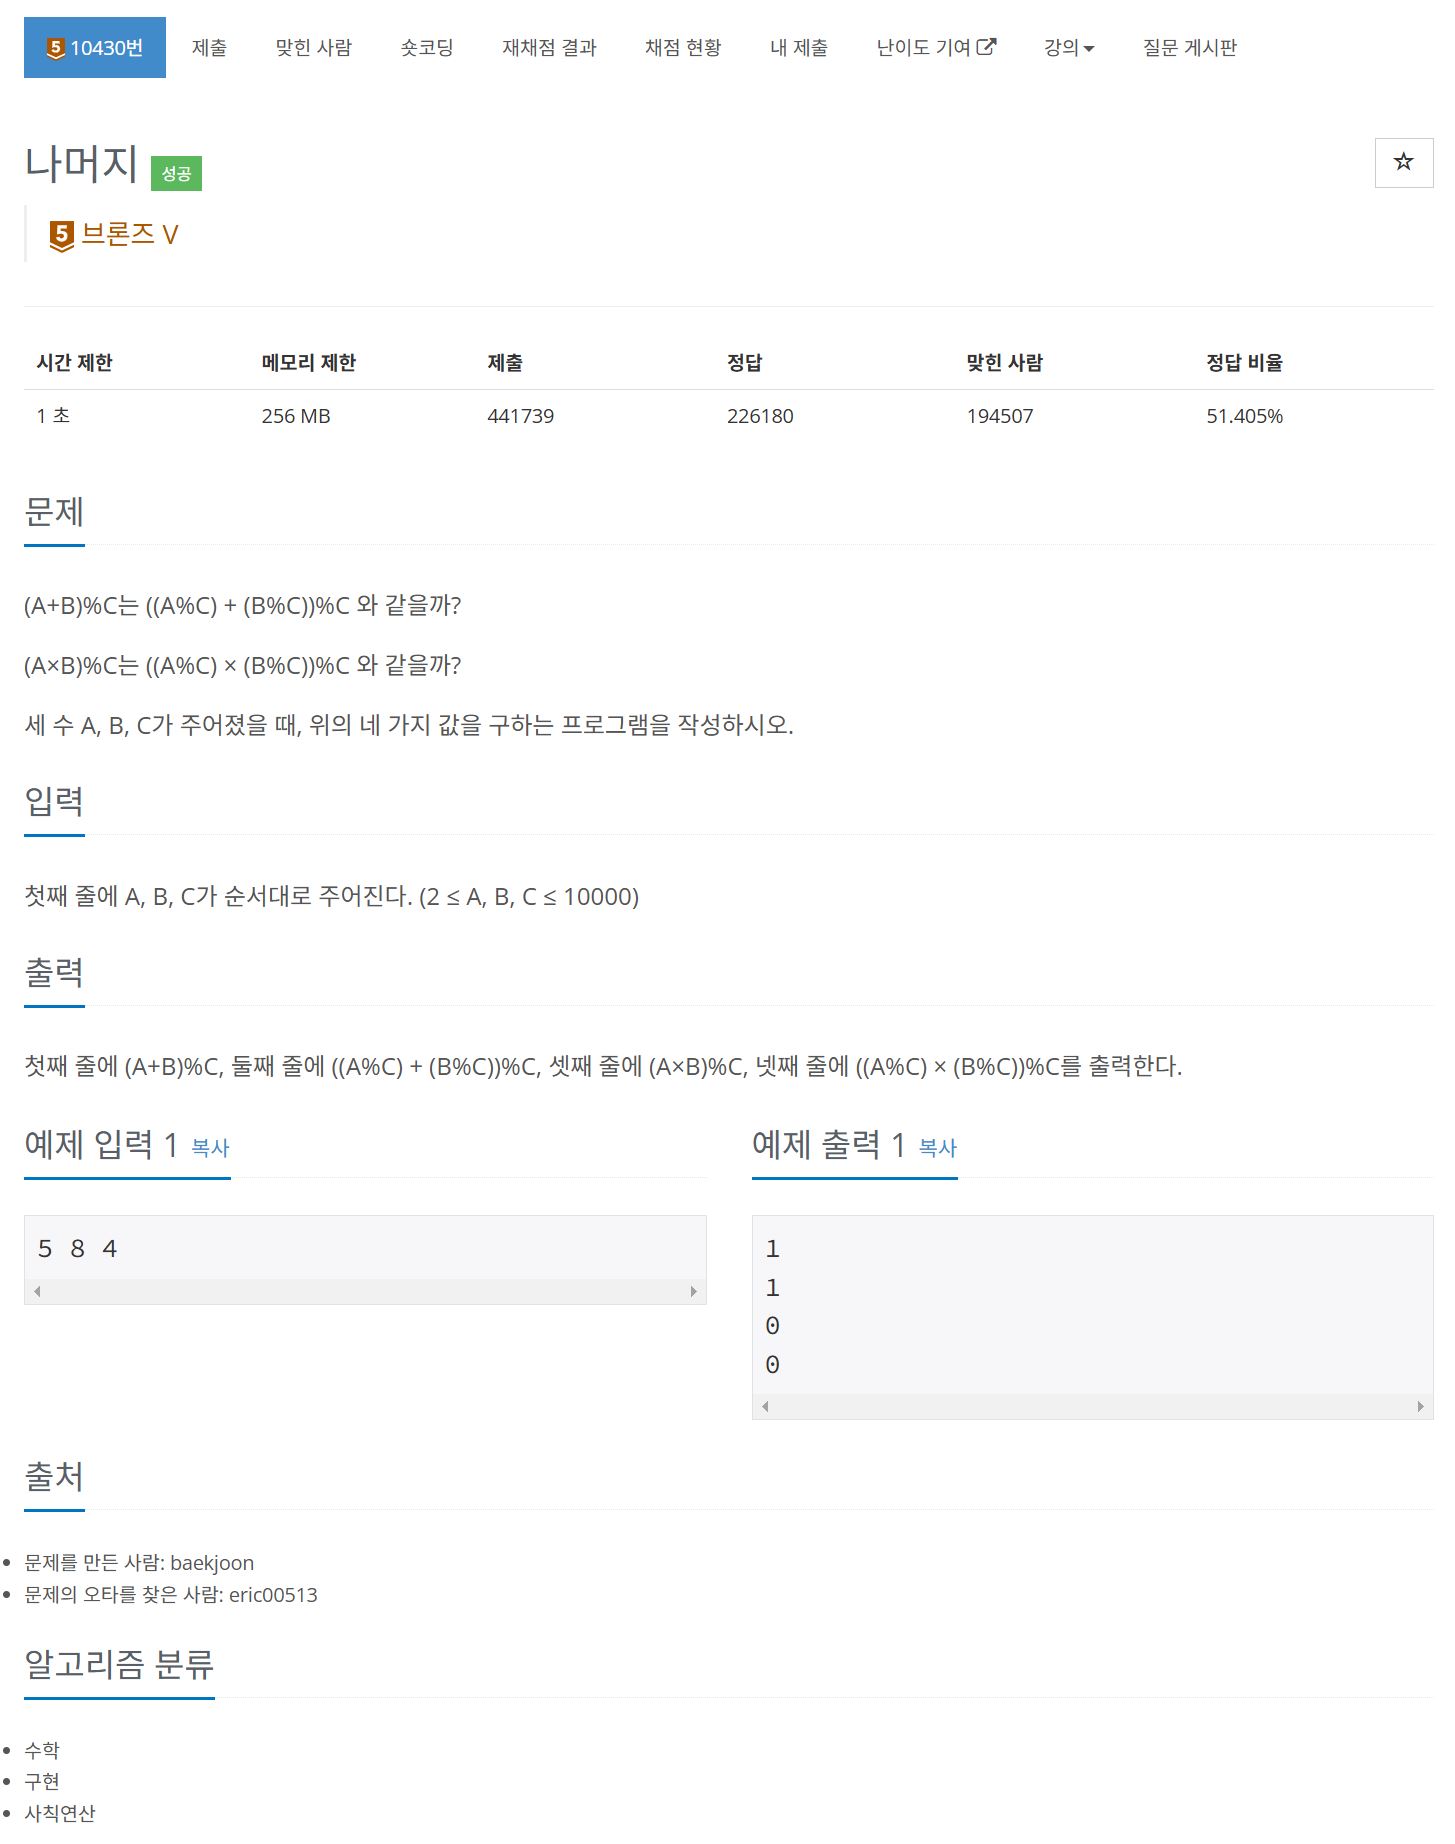 5 10430번 제출 맞힌 사람 숏코딩 재채점 결과 채점 현황 내 제출 난이도 기여 강의 질문 게시판
나머지 성공
5 브론즈 V
시간 제한 메모리 제한 제출 정답 맞힌 사람 정답 비율
1 초 256 MB 441739 226180 194507 51.405%
문제
(A+B)%C는 ((A%C) + (B%C))%C 와 같을까?
(A×B)%C는 ((A%C) × (B%C))%C 와 같을까?
세 수 A, B, C가 주어졌을 때, 위의 네 가지 값을 구하는 프로그램을 작성하시오.
입력
첫째 줄에 A, B, C가 순서대로 주어진다. (2 ≤ A, B, C ≤ 10000)
출력
첫째 줄에 (A+B)%C, 둘째 줄에 ((A%C) + (B%C))%C, 셋째 줄에 (A×B)%C, 넷째 줄에 ((A%C) × (B%C))%C를 출력한다.
예제 입력 1 복사
5 8 4
예제 출력 1 복사
1
1
0
0
출처
문제를 만든 사람: baekjoon
문제의 오타를 찾은 사람: eric00513
알고리즘 분류
수학
구현
사칙연산